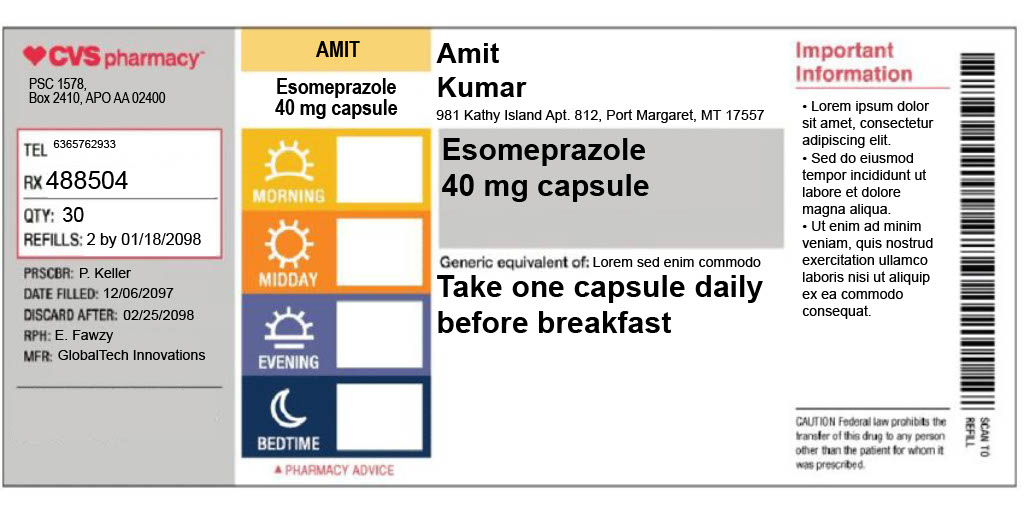 CVS pharmacy
PSC 1578,
Box 2410, APO AA 02400
TEL 6365762933
RX 488504
QTY: 30
REFILLS: 2 by 01/18/2098
PRSCBR: P. Keller
DATE FILLED: 12/06/2097
DISCARD AFTER: 02/25/2098
RPH: E. Fawzy
MFR: GlobalTech Innovations
AMIT
Esomeprazole
40 mg capsule
MORNING
MIDDAY
EVENING
BEDTIME
▲ PHARMACY ADVICE
Amit
Kumar
981 Kathy Island Apt. 812, Port Margaret, MT 17557
Esomeprazole
40 mg capsule
Generic equivalent of: Lorem sed enim commodo
Take one capsule daily
before breakfast
Important
Information
• Lorem ipsum dolor
sit amet, consectetur
adipiscing elit.
• Sed do eiusmod
tempor incididunt ut
labore et dolore
magna aliqua.
• Ut enim ad minim
veniam, quis nostrud
exercitation ullamco
laboris nisi ut aliquip
ex ea commodo
consequat.
CAUTION Federal law prohibits the
transfer of this drug to any person
other than the patient for whom it
was prescribed.
SCAN TO
REFILL